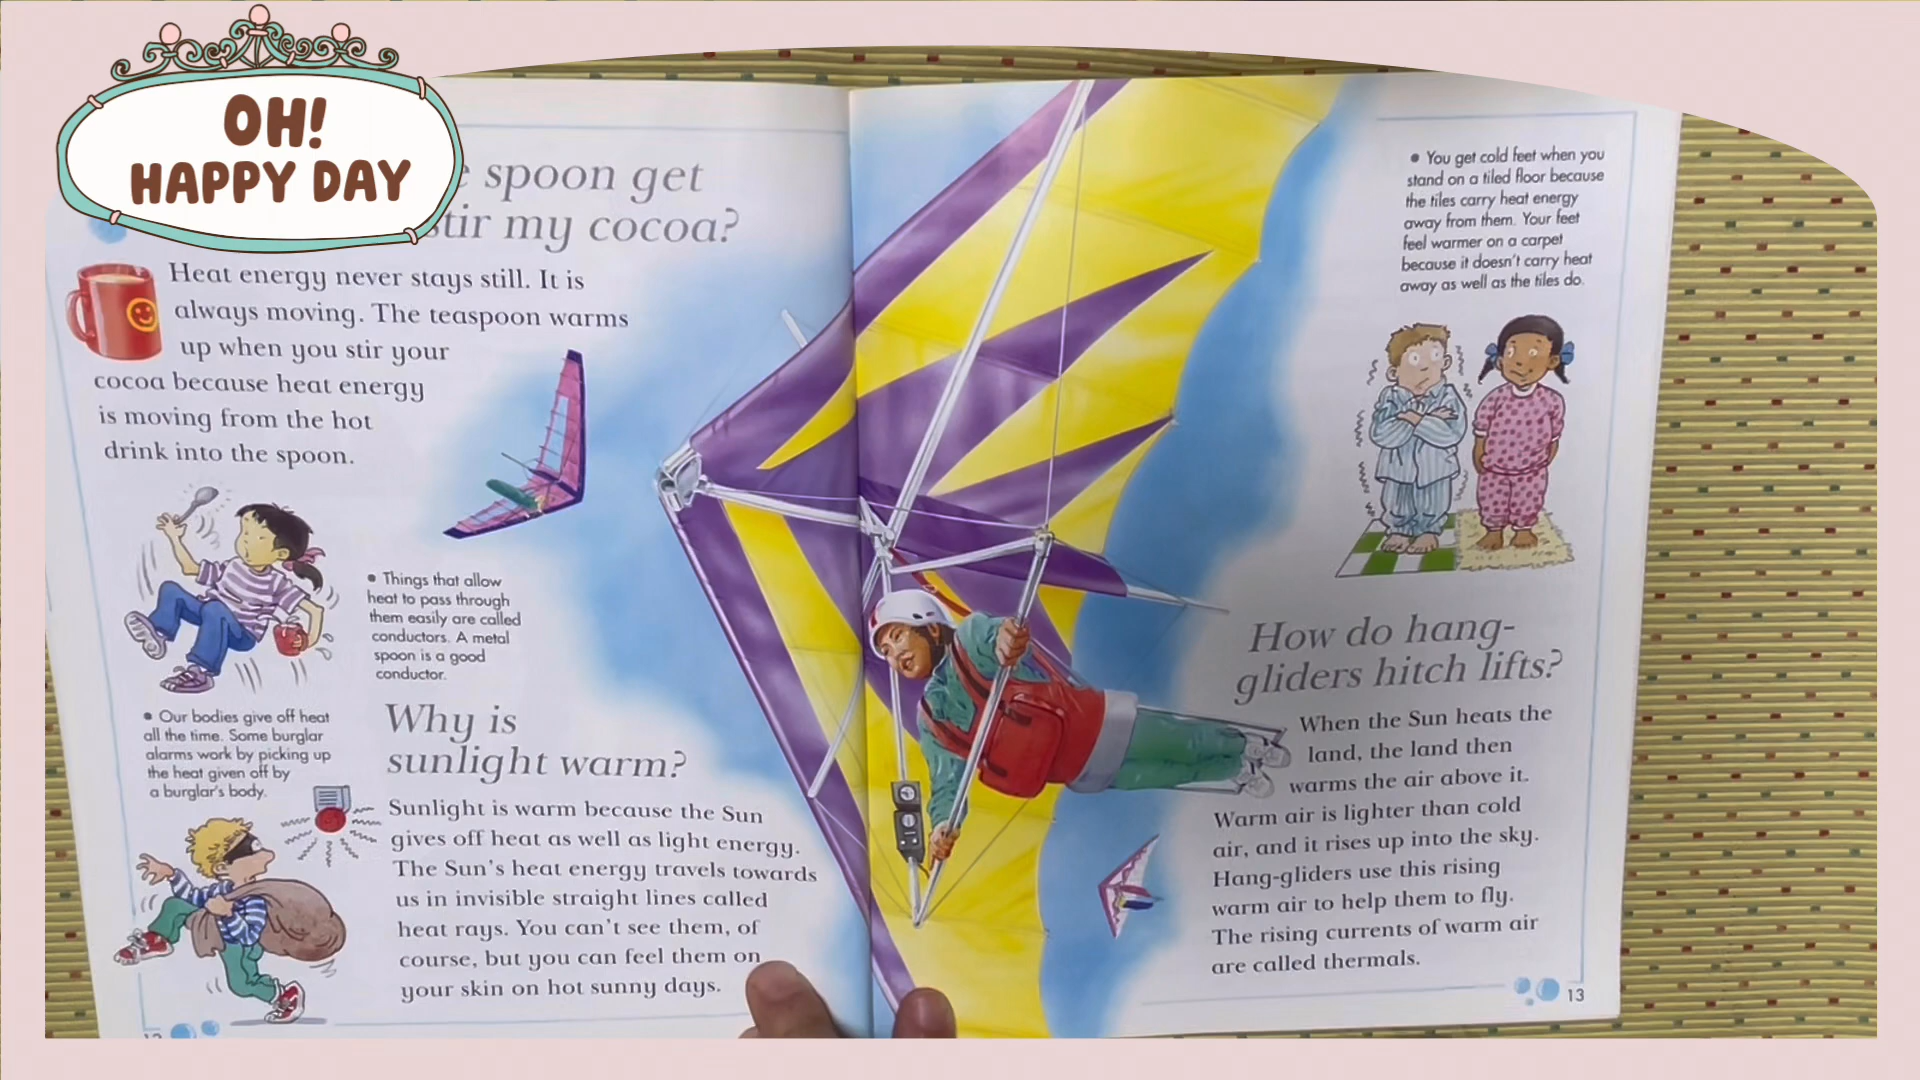 OH!
HAPPY DAY
spoon get
stir my cocoa?
Heat energy never stays still. It is
always moving. The teaspoon warms
up when you stir your
cocoa because heat energy
is moving from the hot
drink into the spoon.
• Things that allow
heat to pass through
them easily are called
conductors. A metal
spoon is a good
conductor.
• Our bodies give off heat
all the time. Some burglar
alarms work by picking up
the heat given off by
a burglar's body.
Why is
sunlight warm?
Sunlight is warm because the Sun
gives off heat as well as light energy.
The Sun's heat energy travels towards
us in invisible straight lines called
heat rays. You can't see them, of
course, but you can feel them on
your skin on hot sunny days.
• You get cold feet when you
stand on a tiled floor because
the tiles carry heat energy
away from them. Your feet
feel warmer on a carpet
because it doesn't carry heat
away as well as the tiles do.
How do hang-
gliders hitch lifts?
When the Sun heats the
land, the land then
warms the air above it.
Warm air is lighter than cold
air, and it rises up into the sky.
Hang-gliders use this rising
warm air to help them to fly.
The rising currents of warm air
are called thermals.
13